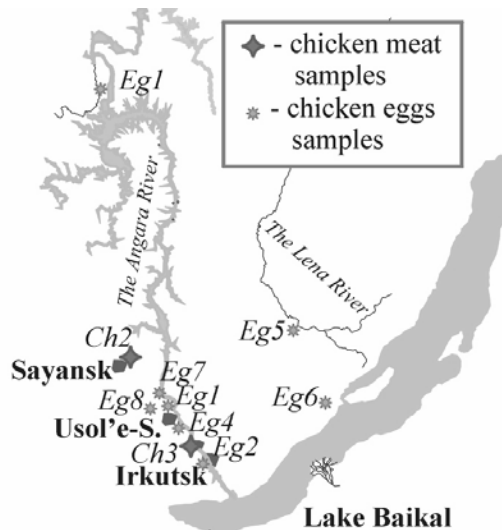 - chicken meat
samples
- chicken eggs
samples
Eg1
The Angara River
The Lena River
Ch2
Eg5
Sayansk
Eg7
Eg8
Eg1
Eg6
Usol'e-S.
Eg4
Ch3
Eg2
Irkutsk
Lake Baikal